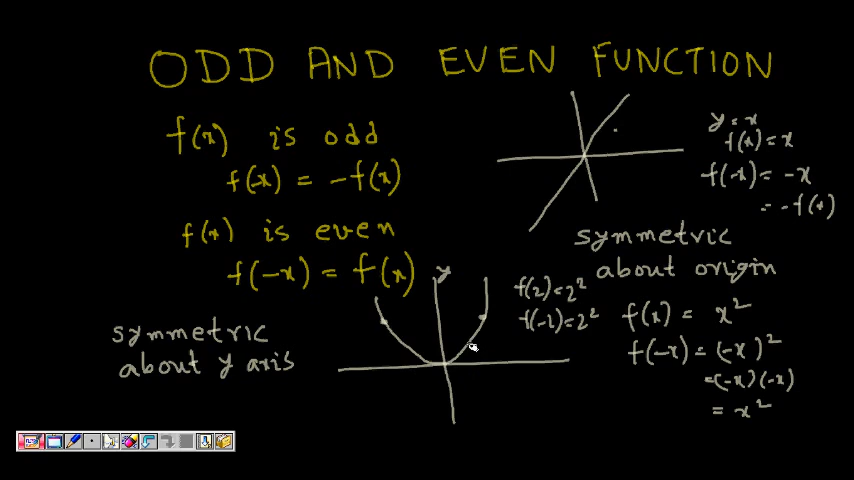 ODD AND EVEN FUNCTION
f(x) is odd
f(-x) = -f(x)
f(x) is even
f(-x) = f(x)
symmetric
about y axis
y
y = x
f(x) = x
f(-x) = -x
= -f(x)
symmetric
about origin
f(2) = 2²
f(-2) = 2²
f(x) = x²
f(-x) = (-x)²
= (-x)(-x)
= x²